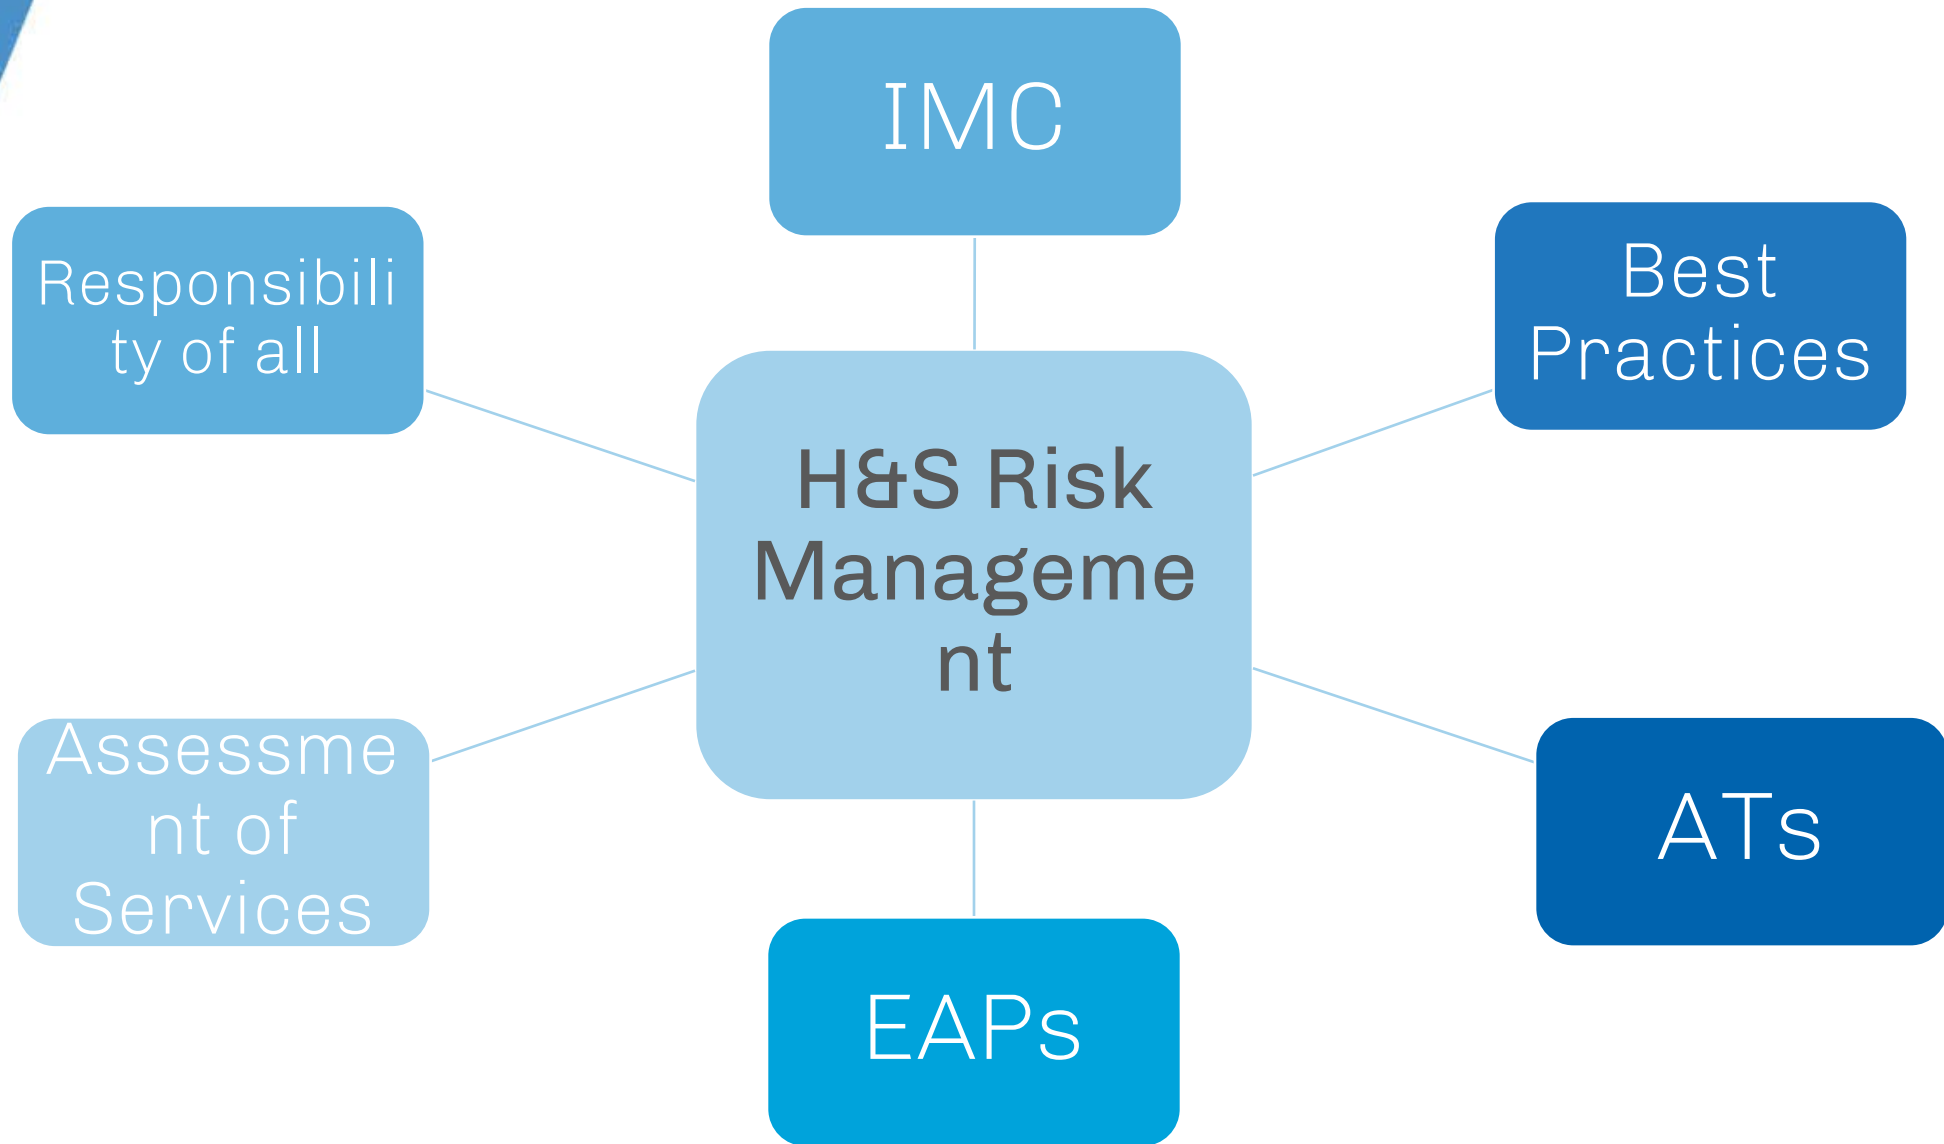 IMC
Responsibili
ty of all
Best
Practices
H&S Risk
Manageme
nt
Assessme
nt of
Services
ATs
EAPs